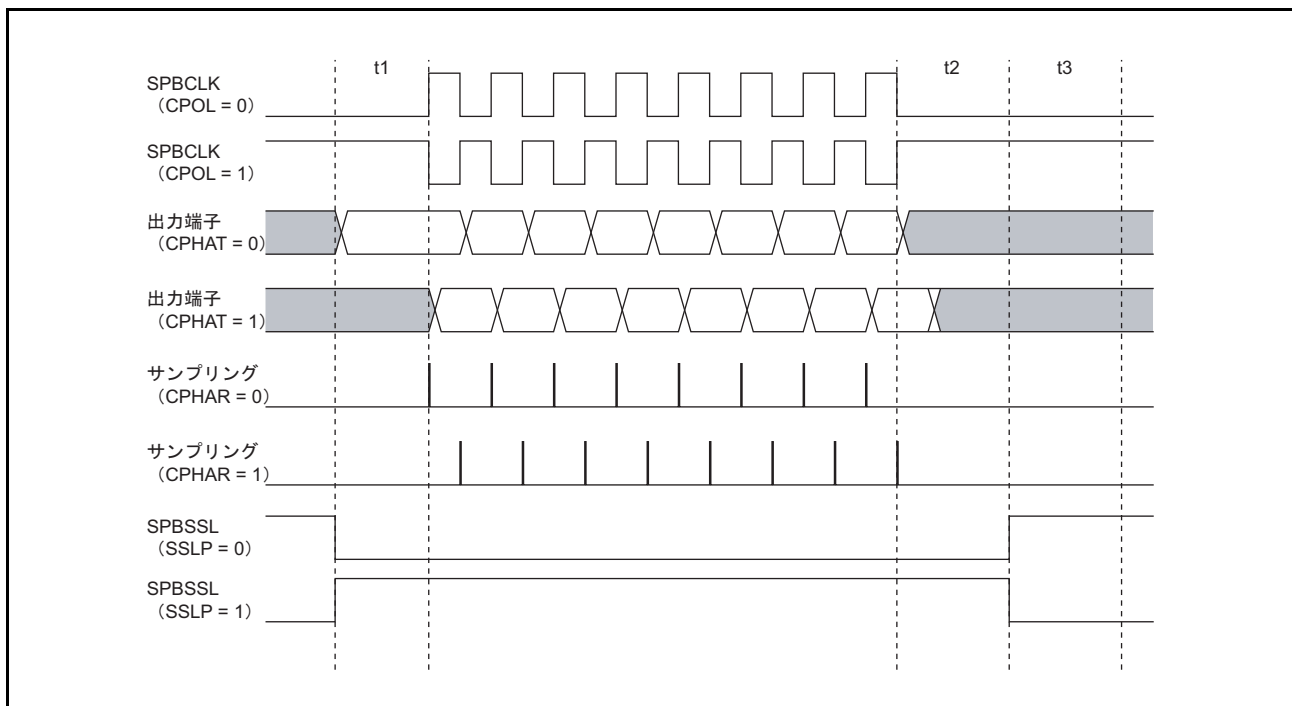 t1
t2
t3
SPBCLK
（CPOL = 0）
SPBCLK
（CPOL = 1）
出力端子
（CPHAT = 0）
出力端子
（CPHAT = 1）
サンプリング
（CPHAR = 0）
サンプリング
（CPHAR = 1）
SPBSSL
（SSLP = 0）
SPBSSL
（SSLP = 1）